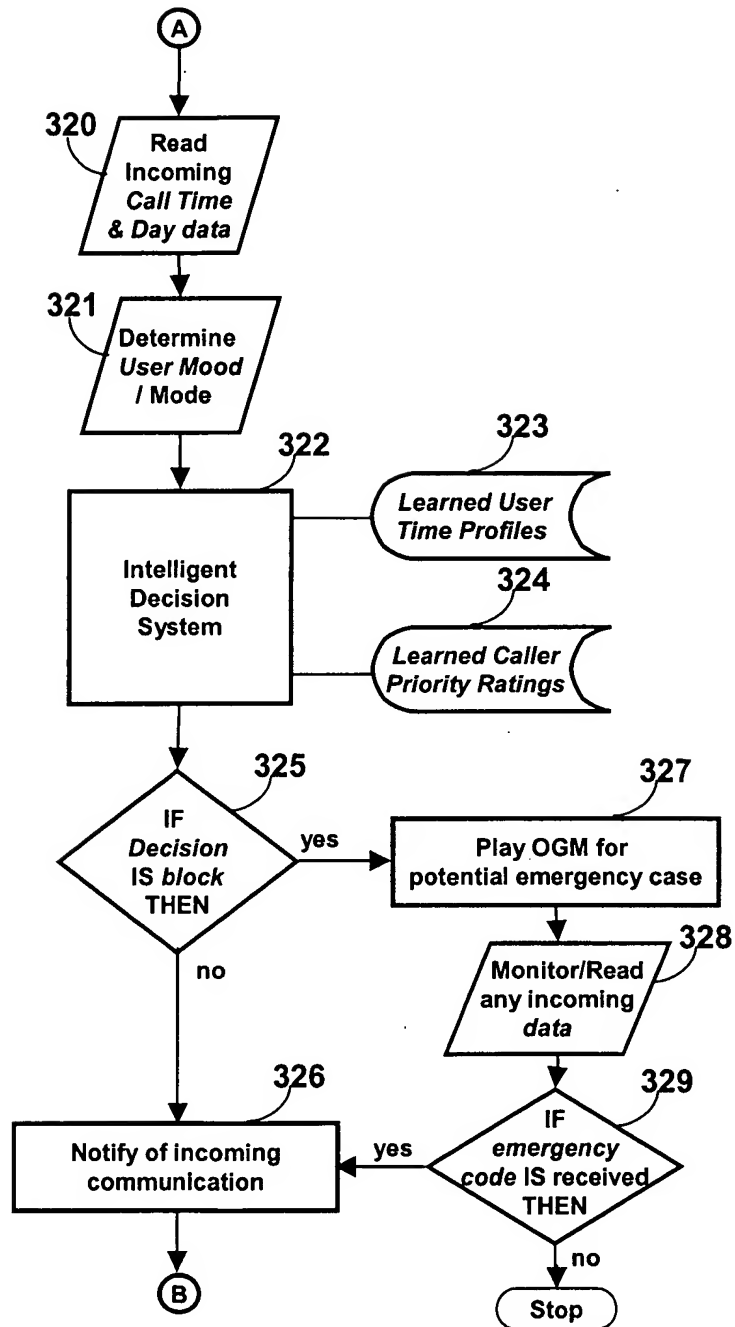 A
320
Read
Incoming
Call Time
& Day data
321
Determine
User Mood
/ Mode
322
Intelligent
Decision
System
323
Learned User
Time Profiles
324
Learned Caller
Priority Ratings
325
IF
Decision
IS block
THEN
yes
no
327
Play OGM for
potential emergency case
328
Monitor/Read
any incoming
data
326
Notify of incoming
communication
329
IF
emergency
code IS received
THEN
yes
no
B
Stop